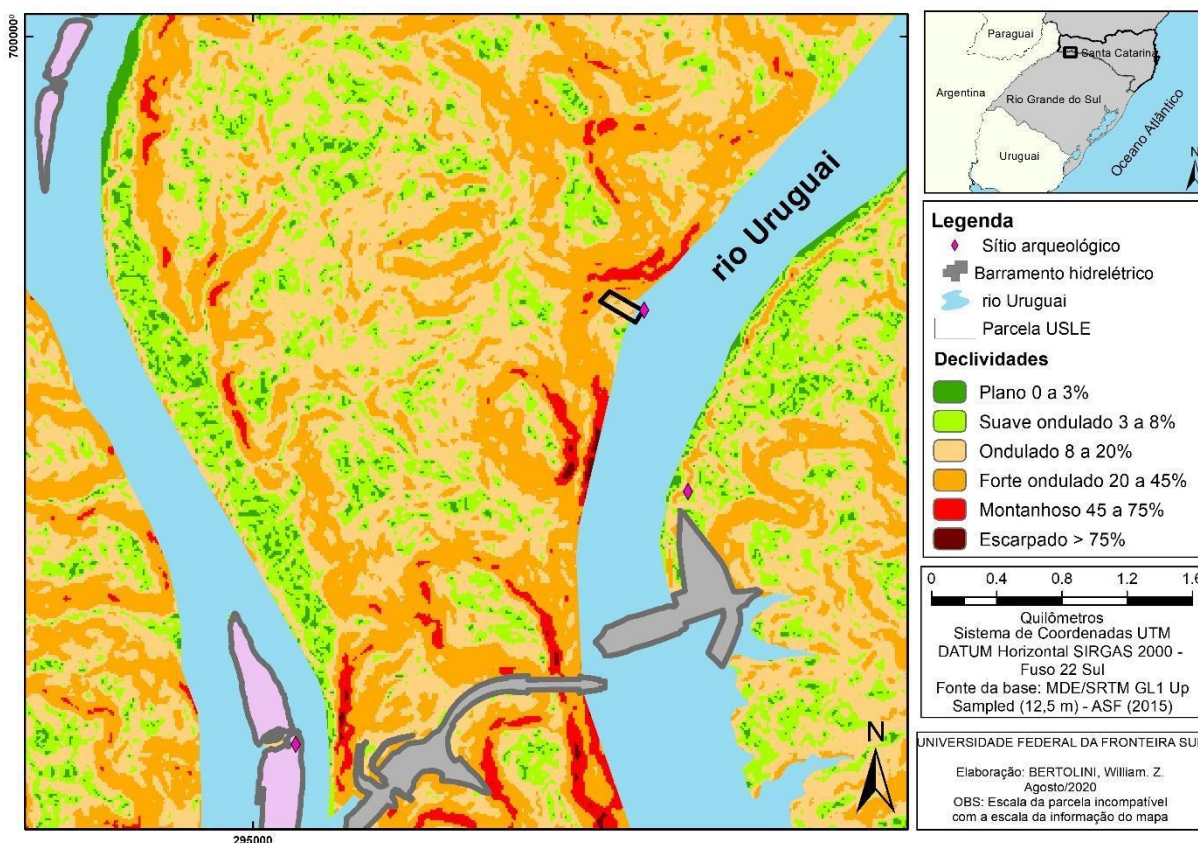 7000000
rio Uruguai
295000
Paraguai
Santa Catarina
Argentina
Rio Grande do Sul
Uruguai
Oceano Atlântico
N
Legenda
Sítio arqueológico
Barramento hidrelétrico
rio Uruguai
Parcela USLE
Declividades
Plano 0 a 3%
Suave ondulado 3 a 8%
Ondulado 8 a 20%
Forte ondulado 20 a 45%
Montanhoso 45 a 75%
Escarpado > 75%
0 0.4 0.8 1.2 1.6
Quilômetros
Sistema de Coordenadas UTM
DATUM Horizontal SIRGAS 2000 -
Fuso 22 Sul
Fonte da base: MDE/SRTM GL1 Up
Sampled (12,5 m) - ASF (2015)
N
UNIVERSIDADE FEDERAL DA FRONTEIRA SU
Elaboração: BERTOLINI, William. Z.
Agosto/2020
OBS: Escala da parcela incompatível
com a escala da informação do mapa